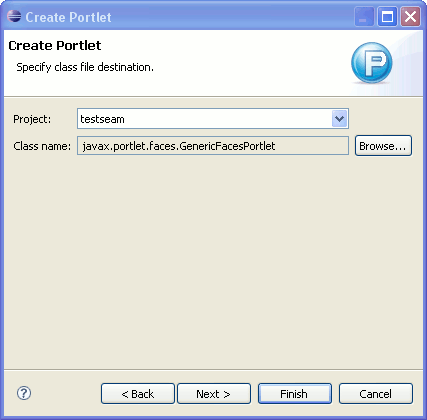 Create Portlet
Create Portlet
Specify class file destination.
P
Project: testseam
Class name: javax.portlet.faces.GenericFacesPortlet Browse...
?
< Back Next > Finish Cancel